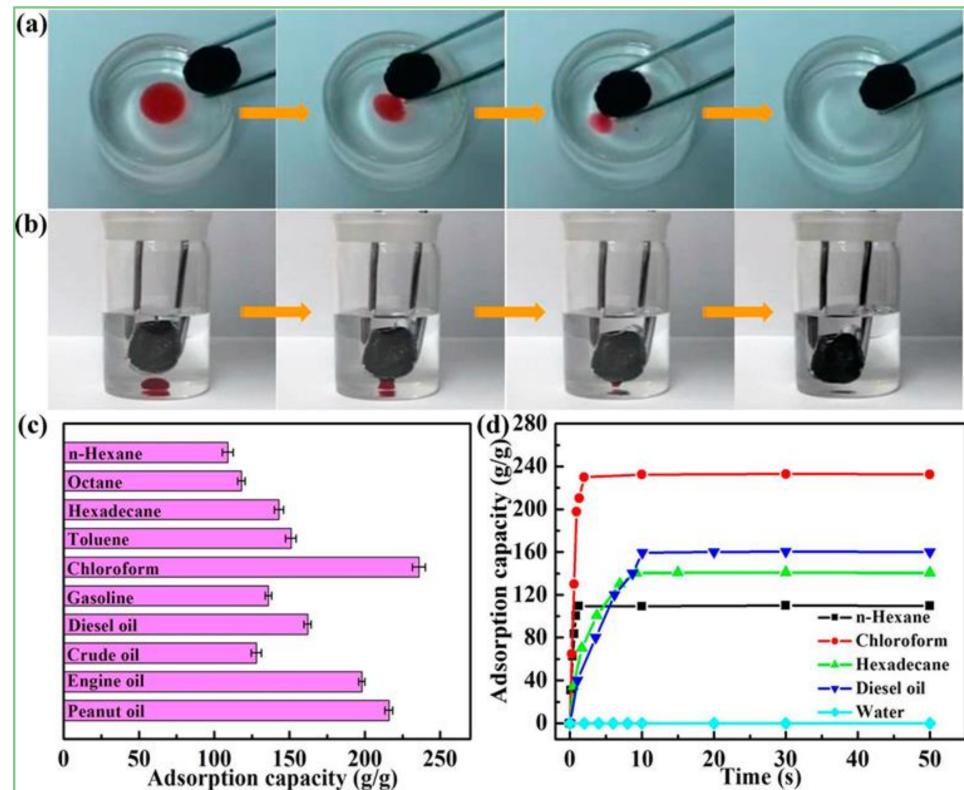 (a)
(b)
(c)
n-Hexane
Octane
Hexadecane
Toluene
Chloroform
Gasoline
Diesel oil
Crude oil
Engine oil
Peanut oil
0 50 100 150 200 250
Adsorption capacity (g/g)
(d)
Adsorption capacity (g/g)
280
240
200
160
120
80
40
0
n-Hexane
Chloroform
Hexadecane
Diesel oil
Water
0 10 20 30 40 50
Time (s)